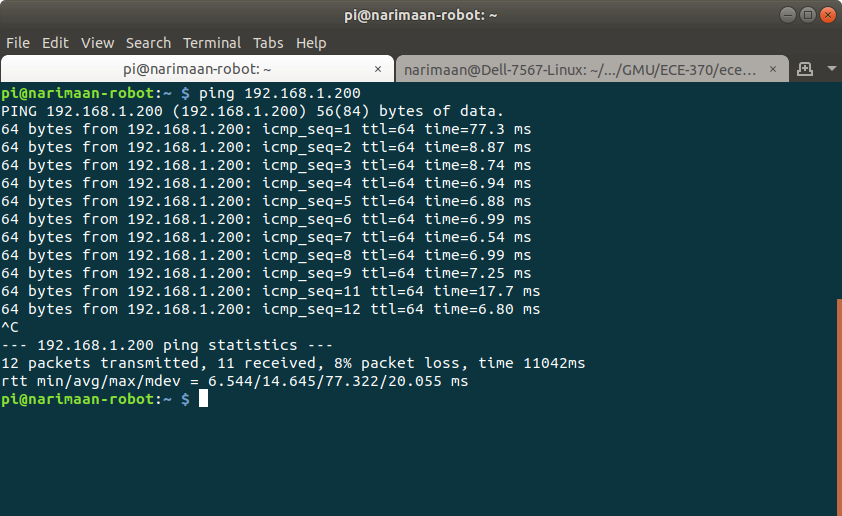 pi@narimaan-robot: ~
File Edit View Search Terminal Tabs Help
pi@narimaan-robot: ~ × narimaan@Dell-7567-Linux: ~/.../GMU/ECE-370/ece... ×
pi@narimaan-robot:~ $ ping 192.168.1.200
PING 192.168.1.200 (192.168.1.200) 56(84) bytes of data.
64 bytes from 192.168.1.200: icmp_seq=1 ttl=64 time=77.3 ms
64 bytes from 192.168.1.200: icmp_seq=2 ttl=64 time=8.87 ms
64 bytes from 192.168.1.200: icmp_seq=3 ttl=64 time=8.74 ms
64 bytes from 192.168.1.200: icmp_seq=4 ttl=64 time=6.94 ms
64 bytes from 192.168.1.200: icmp_seq=5 ttl=64 time=6.88 ms
64 bytes from 192.168.1.200: icmp_seq=6 ttl=64 time=6.99 ms
64 bytes from 192.168.1.200: icmp_seq=7 ttl=64 time=6.54 ms
64 bytes from 192.168.1.200: icmp_seq=8 ttl=64 time=6.99 ms
64 bytes from 192.168.1.200: icmp_seq=9 ttl=64 time=7.25 ms
64 bytes from 192.168.1.200: icmp_seq=11 ttl=64 time=17.7 ms
64 bytes from 192.168.1.200: icmp_seq=12 ttl=64 time=6.80 ms
^C
--- 192.168.1.200 ping statistics ---
12 packets transmitted, 11 received, 8% packet loss, time 11042ms
rtt min/avg/max/mdev = 6.544/14.645/77.322/20.055 ms
pi@narimaan-robot:~ $